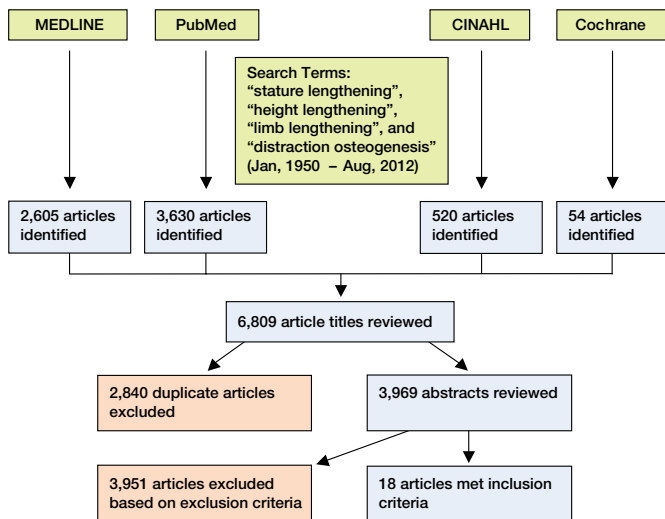 MEDLINE
PubMed
CINAHL
Cochrane
Search Terms:
“stature lengthening”,
“height lengthening”,
“limb lengthening”, and
“distraction osteogenesis”
(Jan, 1950 – Aug, 2012)
2,605 articles
identified
3,630 articles
identified
520 articles
identified
54 articles
identified
6,809 article titles reviewed
2,840 duplicate articles
excluded
3,969 abstracts reviewed
3,951 articles excluded
based on exclusion criteria
18 articles met inclusion
criteria